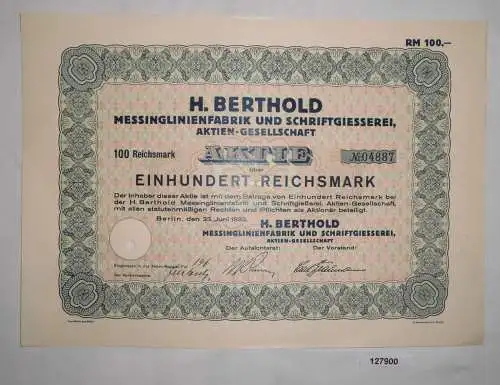 RM 100.—
H. BERTHOLD
MESSINGLINIENFABRIK UND SCHRIFTGIESSEREI,
AKTIEN-GESELLSCHAFT
100 Reichsmark AKTIE № 04887
über
EINHUNDERT REICHSMARK
Der Inhaber dieser Aktie ist mit dem Betrage von Einhundert Reichsmark bei
der H. Berthold Messinglinienfabrik und Schriftgießerei, Aktien-Gesellschaft,
mit allen statutenmäßigen Rechten und Pflichten als Aktionär beteiligt.
Berlin, den 25. Juni 1933.
H. BERTHOLD
MESSINGLINIENFABRIK UND SCHRIFTGIESSEREI,
AKTIEN-GESELLSCHAFT
Der Aufsichtsrat: Der Vorstand:
127900